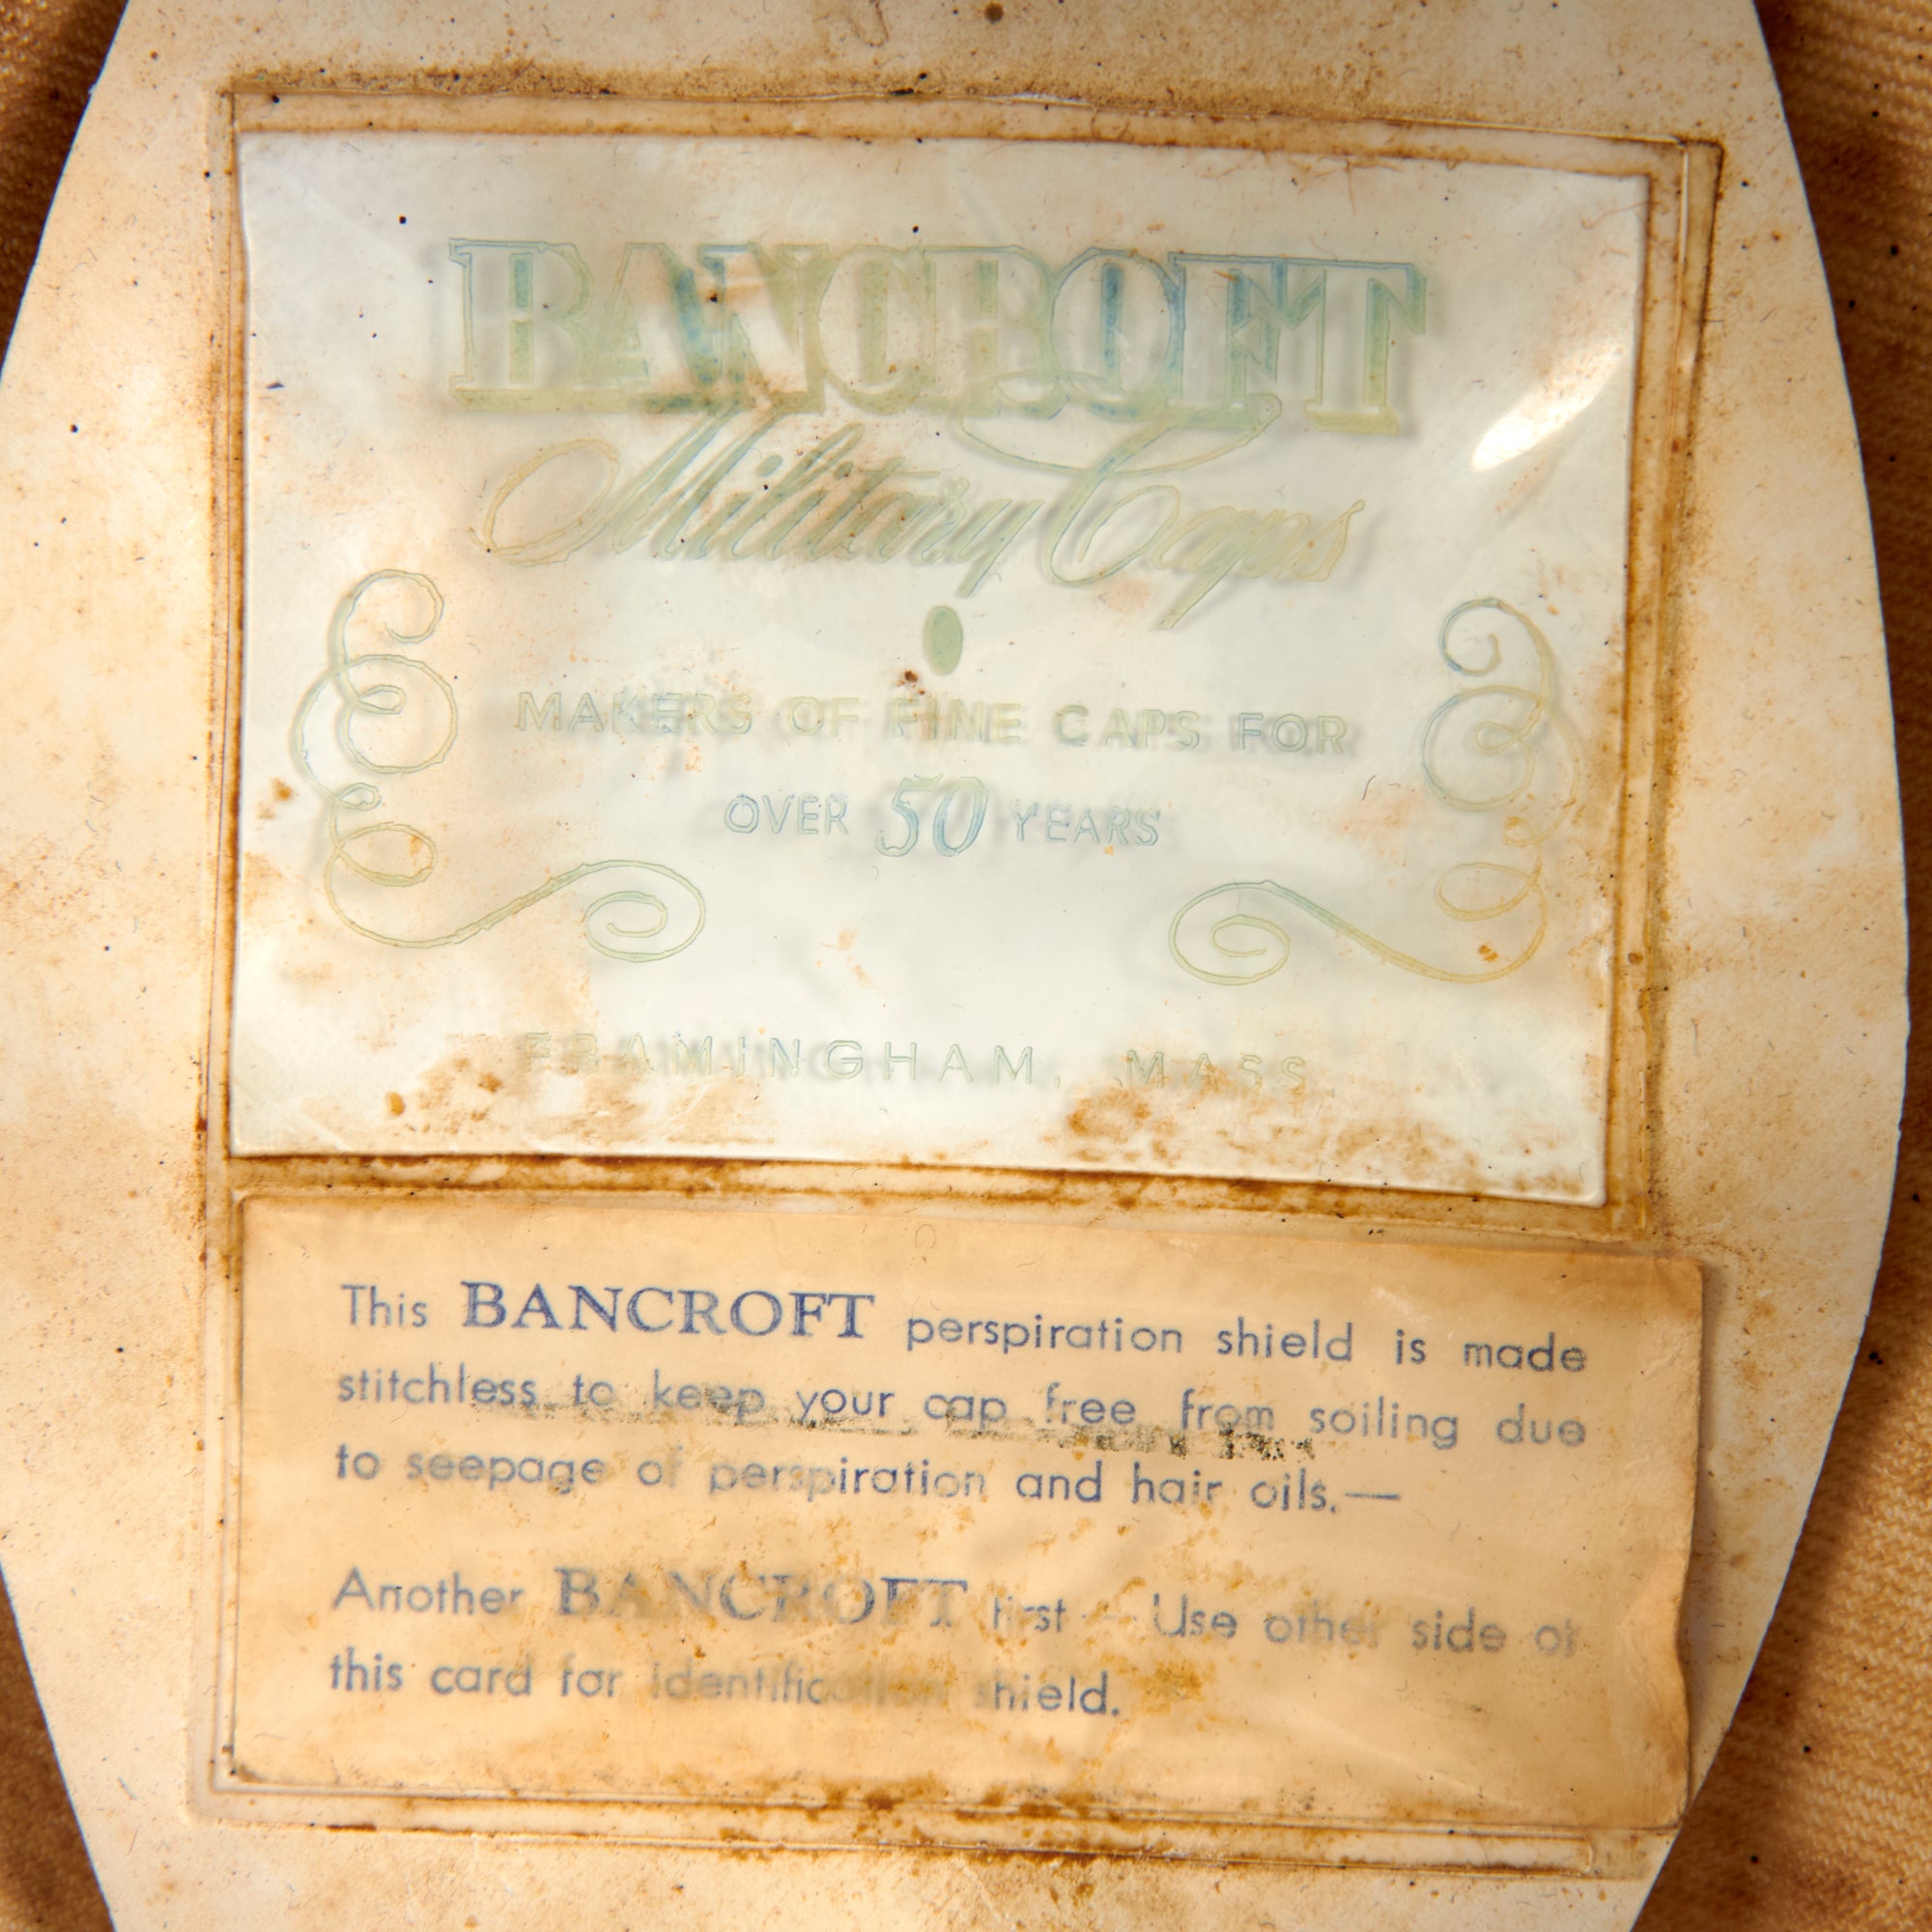 BANCROFT
Military Caps
MAKERS OF FINE CAPS FOR
OVER 50 YEARS
FRAMINGHAM, MASS.
This BANCROFT perspiration shield is made
stitchless to keep your cap free from soiling due
to seepage of perspiration and hair oils.—
Another BANCROFT first — Use other side of
this card for identification shield.